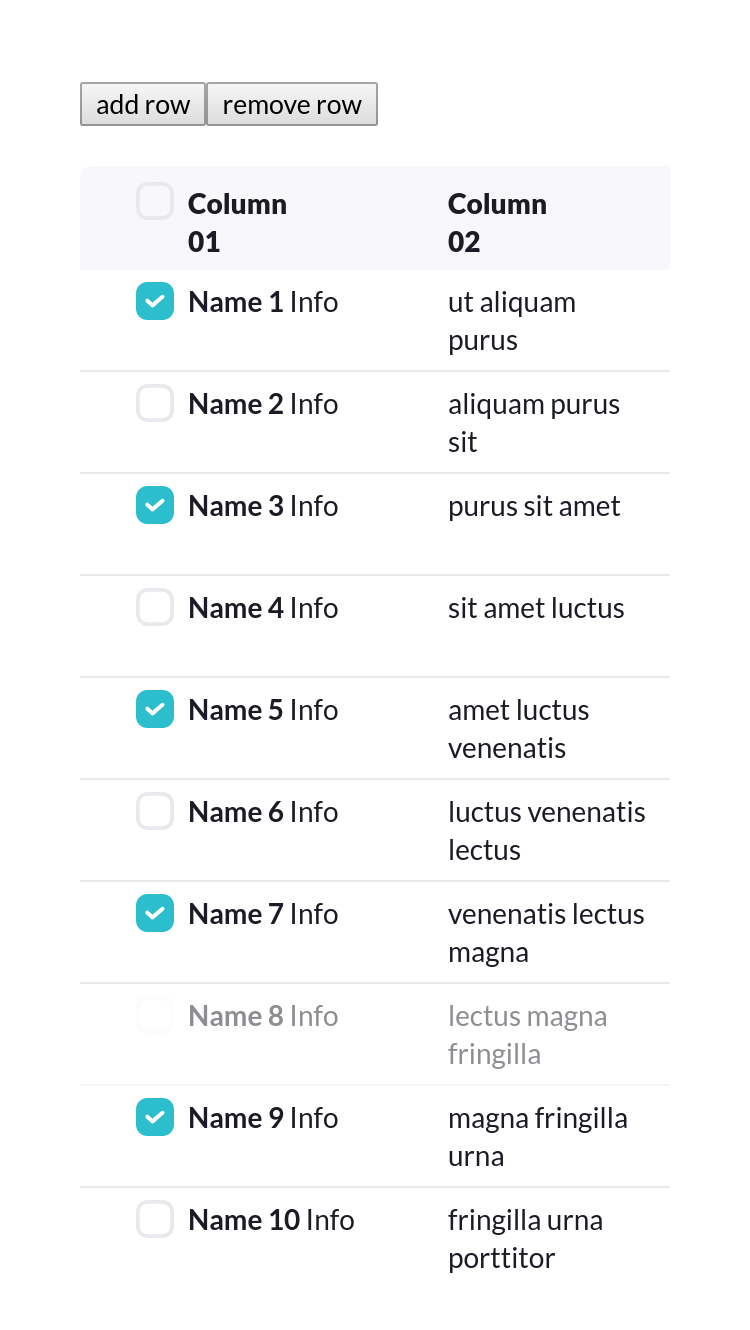 add row remove row
Column 01 Column 02
Name 1 Info ut aliquam
purus
Name 2 Info aliquam purus
sit
Name 3 Info purus sit amet
Name 4 Info sit amet luctus
Name 5 Info amet luctus
venenatis
Name 6 Info luctus venenatis
lectus
Name 7 Info venenatis lectus
magna
Name 8 Info lectus magna
fringilla
Name 9 Info magna fringilla
urna
Name 10 Info fringilla urna
porttitor